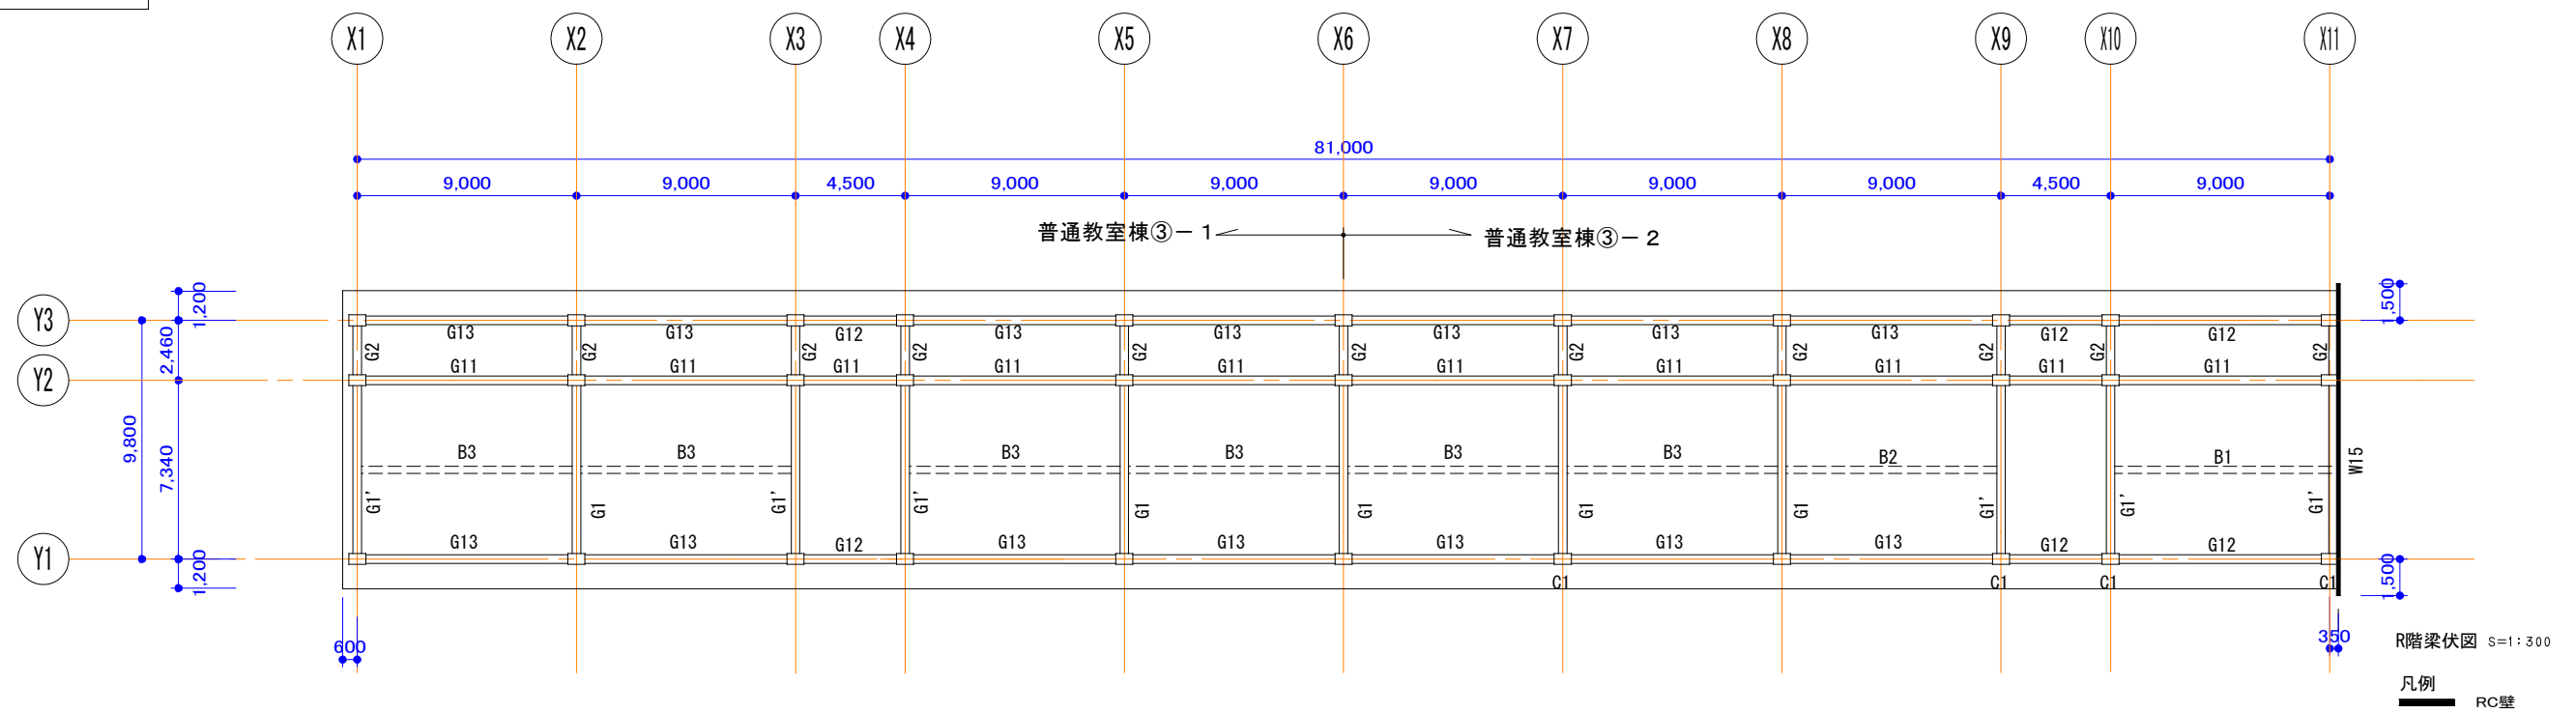 X1 X2 X3 X4 X5 X6 X7 X8 X9 X10 X11
81,000
9,000 9,000 4,500 9,000 9,000 9,000 9,000 9,000 4,500 9,000
普通教室棟③－１ 普通教室棟③－２
1,200 1,500
Y3
G13 G13 G12 G13 G13 G13 G13 G13 G12 G12
2,460 G2 G2 G2 G2 G2 G2 G2 G2 G2 G2 G2
G11 G11 G11 G11 G11 G11 G11 G11 G11 G11
Y2
9,800 7,340
B3 B3 B3 B3 B3 B3 B2 B1 W15
G1' G1 G1' G1' G1 G1 G1 G1 G1' G1' G1'
G13 G13 G12 G13 G13 G13 G13 G13 G12 G12
Y1
1,200 C1 C1 C1 C1 1,500
600 350
R階梁伏図 S=1:300
凡例
RC壁